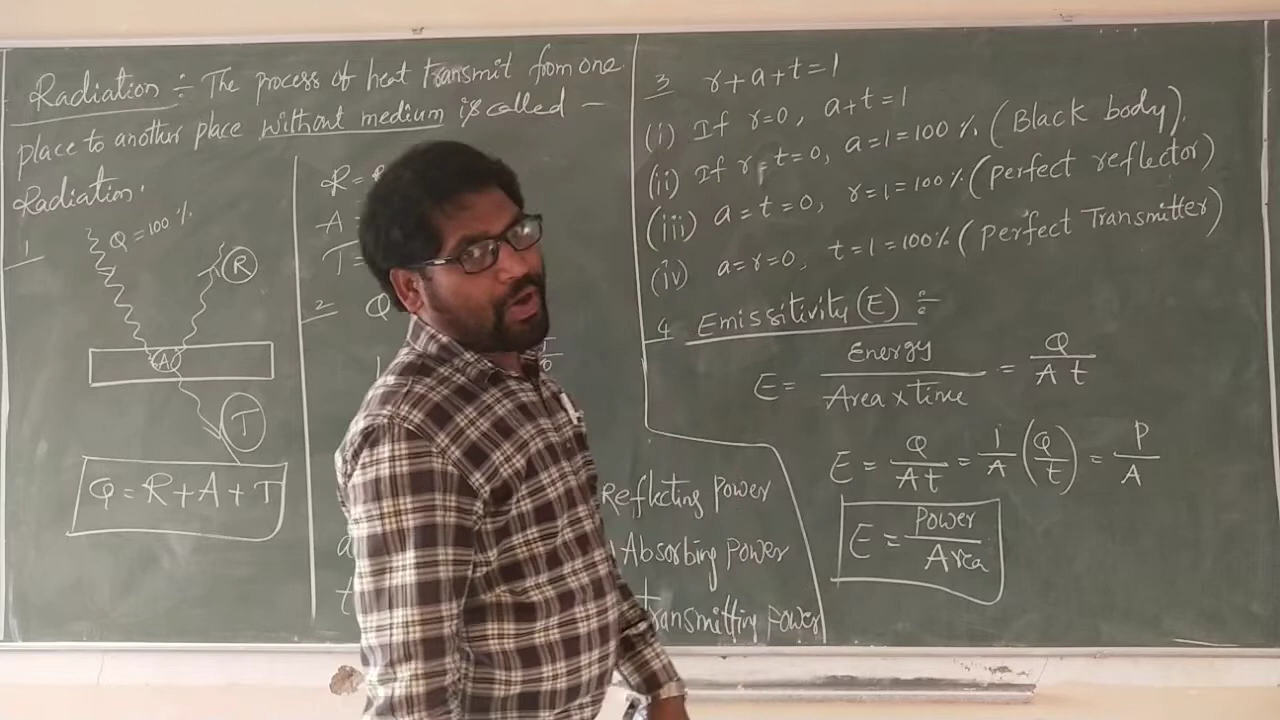 Radiation ÷ The process of heat transmit from one
place to another place without medium is called —
Radiation.
1
Q = 100 %
R
A
T
Q = R + A + T
R =
A =
T =
2 Q
a
t
Reflecting Power
Absorbing Power
Transmitting Power
3 r + a + t = 1
(i) If r = 0, a + t = 1
(ii) If r = t = 0, a = 1 = 100 % (Black body),
(iii) a = t = 0, r = 1 = 100 % (perfect reflector)
(iv) a = r = 0, t = 1 = 100% (perfect Transmitter)
4 Emissitivity (E) ÷
E = Energy / Area x time = Q / A t
E = Q / A t = 1 / A (Q / t) = P / A
E = Power / Area